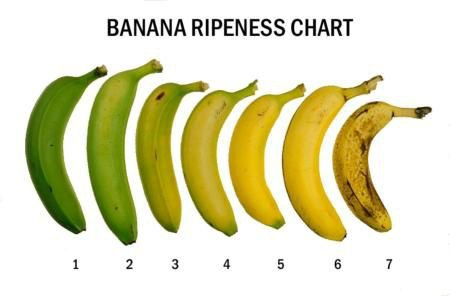 BANANA RIPENESS CHART
1 2 3 4 5 6 7